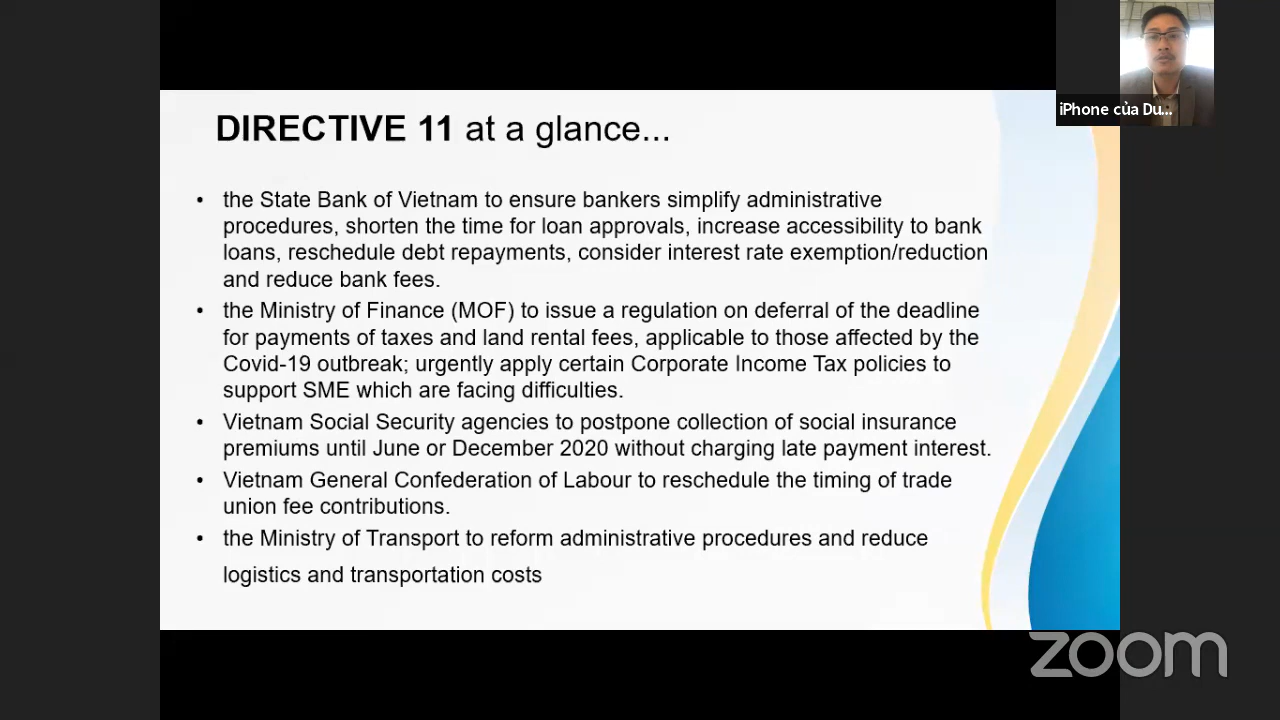 iPhone của Du...
DIRECTIVE 11 at a glance...
• the State Bank of Vietnam to ensure bankers simplify administrative
procedures, shorten the time for loan approvals, increase accessibility to bank
loans, reschedule debt repayments, consider interest rate exemption/reduction
and reduce bank fees.
• the Ministry of Finance (MOF) to issue a regulation on deferral of the deadline
for payments of taxes and land rental fees, applicable to those affected by the
Covid-19 outbreak; urgently apply certain Corporate Income Tax policies to
support SME which are facing difficulties.
• Vietnam Social Security agencies to postpone collection of social insurance
premiums until June or December 2020 without charging late payment interest.
• Vietnam General Confederation of Labour to reschedule the timing of trade
union fee contributions.
• the Ministry of Transport to reform administrative procedures and reduce
logistics and transportation costs
zoom